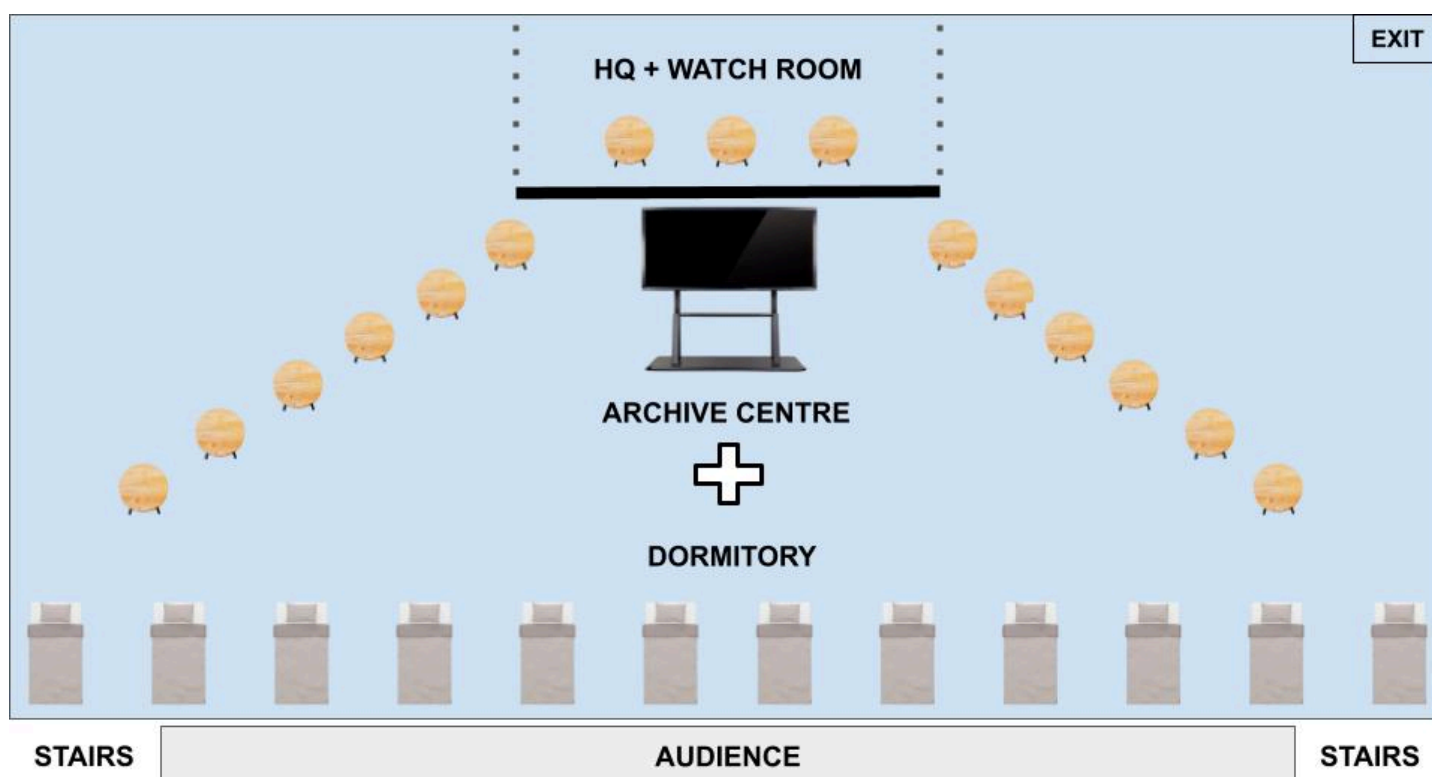 HQ + WATCH ROOM
EXIT
ARCHIVE CENTRE
DORMITORY
STAIRS
AUDIENCE
STAIRS